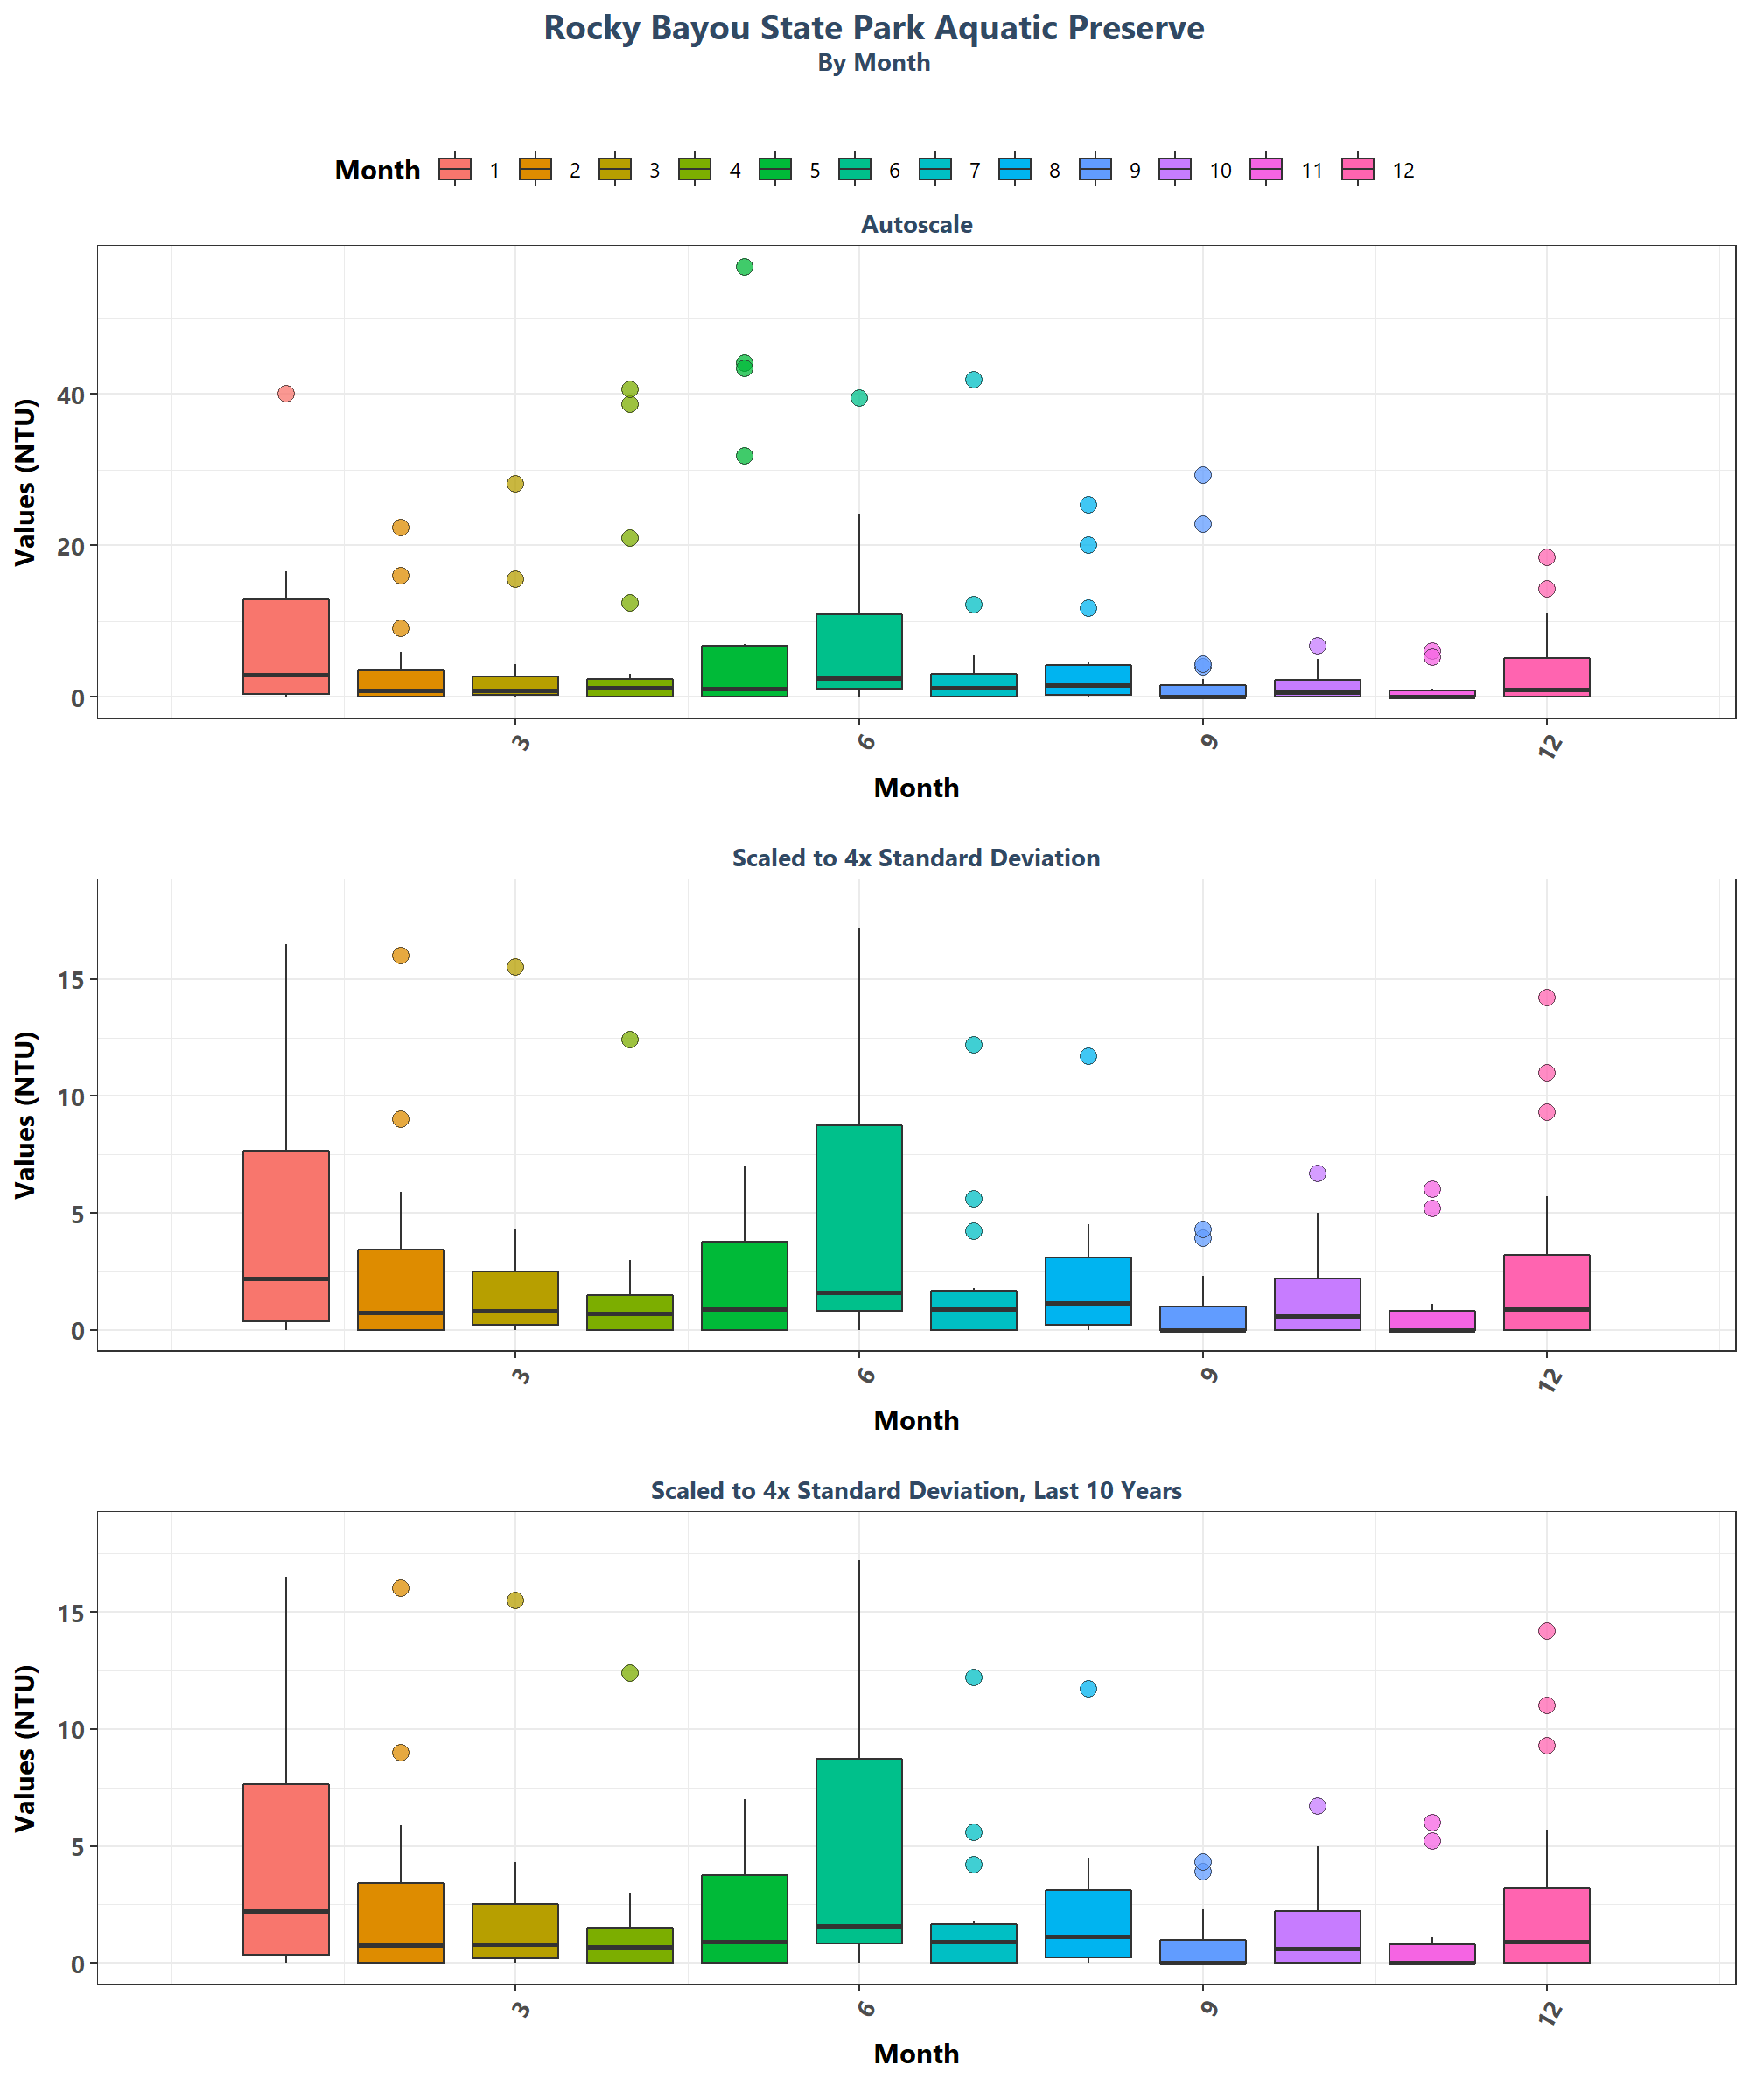 Rocky Bayou State Park Aquatic Preserve
By Month
Month 1 2 3 4 5 6 7 8 9 10 11 12
Autoscale
Values (NTU)
40
20
0
3 6 9 12
Month
Scaled to 4x Standard Deviation
Values (NTU)
15
10
5
0
3 6 9 12
Month
Scaled to 4x Standard Deviation, Last 10 Years
Values (NTU)
15
10
5
0
3 6 9 12
Month